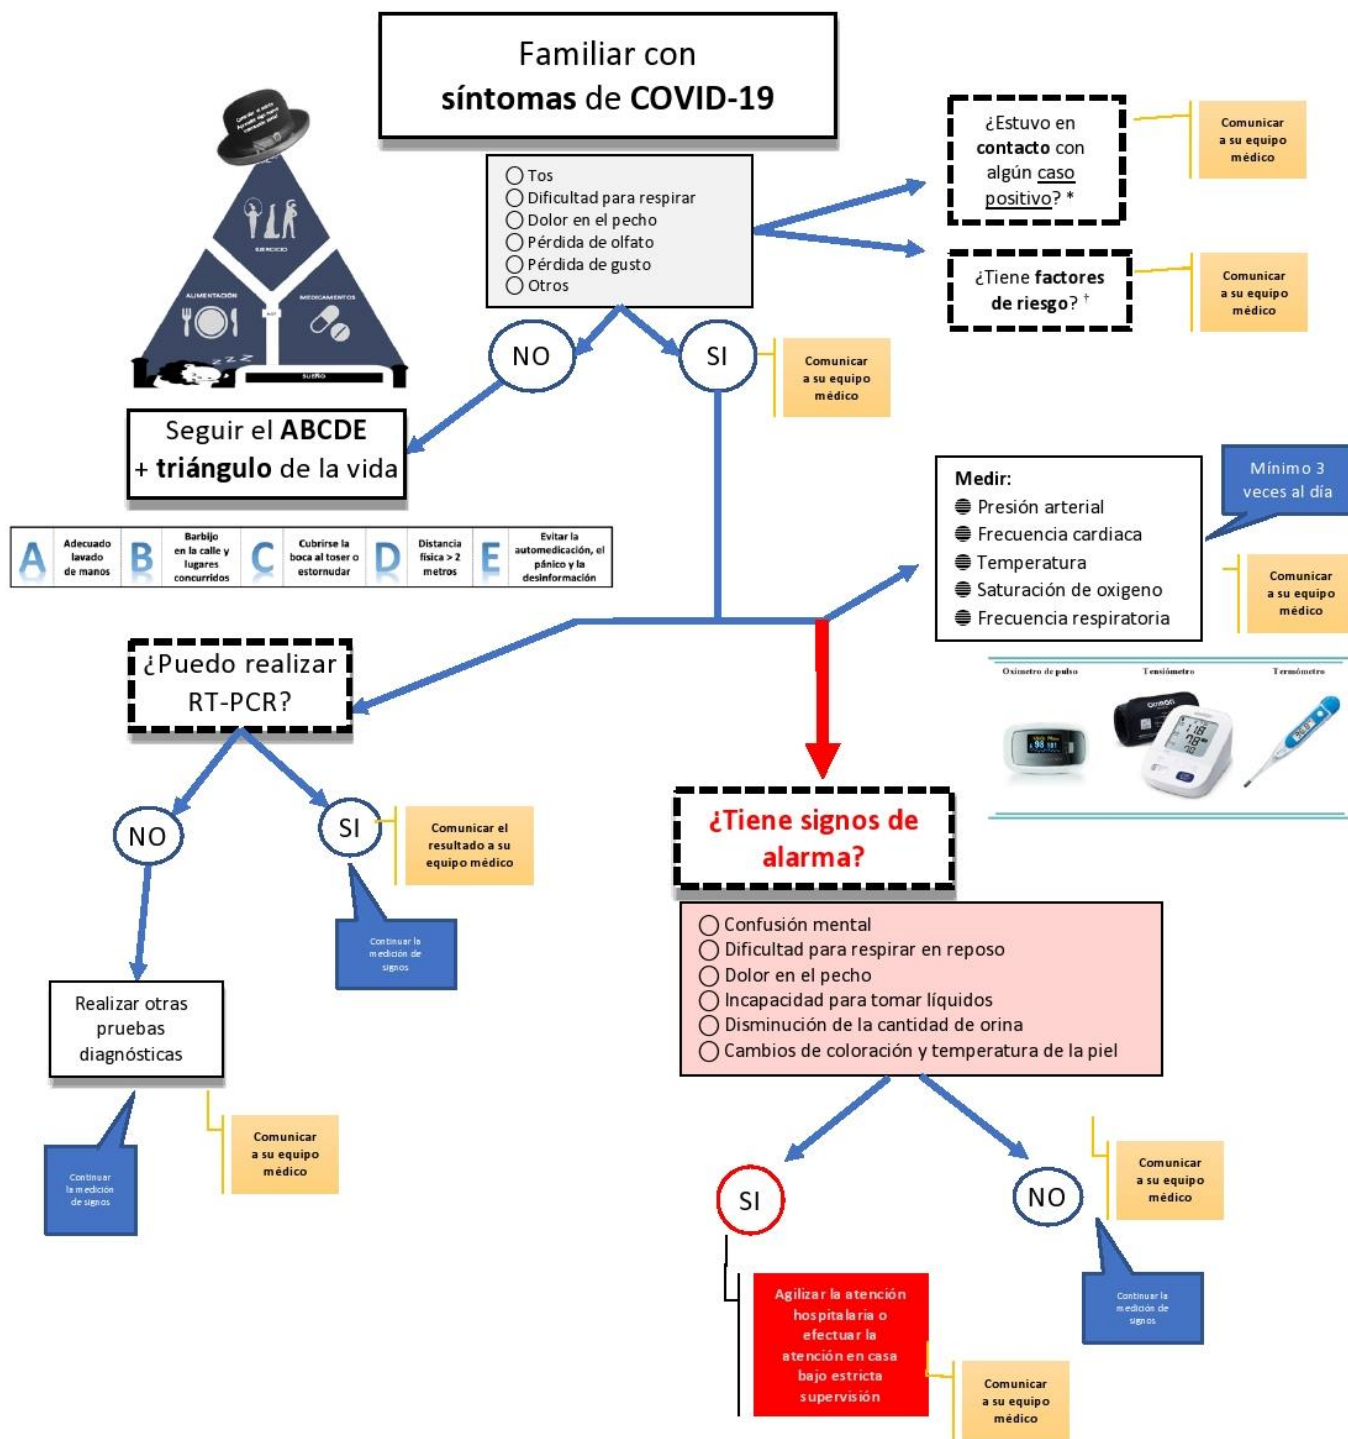 Familiar con
síntomas de COVID-19
○ Tos
○ Dificultad para respirar
○ Dolor en el pecho
○ Pérdida de olfato
○ Pérdida de gusto
○ Otros
¿Estuvo en
contacto con
algún caso
positivo? *
Comunicar
a su equipo
médico
¿Tiene factores
de riesgo? †
Comunicar
a su equipo
médico
EJERCICIO
ALIMENTACIÓN
MEDICAMENTOS
ZZZ
SUEÑO
NO
SI
Comunicar
a su equipo
médico
Seguir el ABCDE
+ triángulo de la vida
A
Adecuado
lavado
de manos
B
Barbijo
en la calle y
lugares
concurridos
C
Cubrirse la
boca al toser o
estornudar
D
Distancia
física > 2
metros
E
Evitar la
automedicación, el
pánico y la
desinformación
Medir:
Presión arterial
Frecuencia cardiaca
Temperatura
Saturación de oxigeno
Frecuencia respiratoria
Mínimo 3
veces al día
Comunicar
a su equipo
médico
Oxímetro de pulso
Tensiómetro
Termómetro
¿Puedo realizar
RT-PCR?
NO
SI
Comunicar el
resultado a su
equipo médico
Continuar la
medición de
signos
Realizar otras
pruebas
diagnósticas
Continuar
la medición
de signos
Comunicar
a su equipo
médico
¿Tiene signos de
alarma?
○ Confusión mental
○ Dificultad para respirar en reposo
○ Dolor en el pecho
○ Incapacidad para tomar líquidos
○ Disminución de la cantidad de orina
○ Cambios de coloración y temperatura de la piel
SI
NO
Comunicar
a su equipo
médico
Continuar la
medición de
signos
Agilizar la atención
hospitalaria o
efectuar la
atención en casa
bajo estricta
supervisión
Comunicar
a su equipo
médico